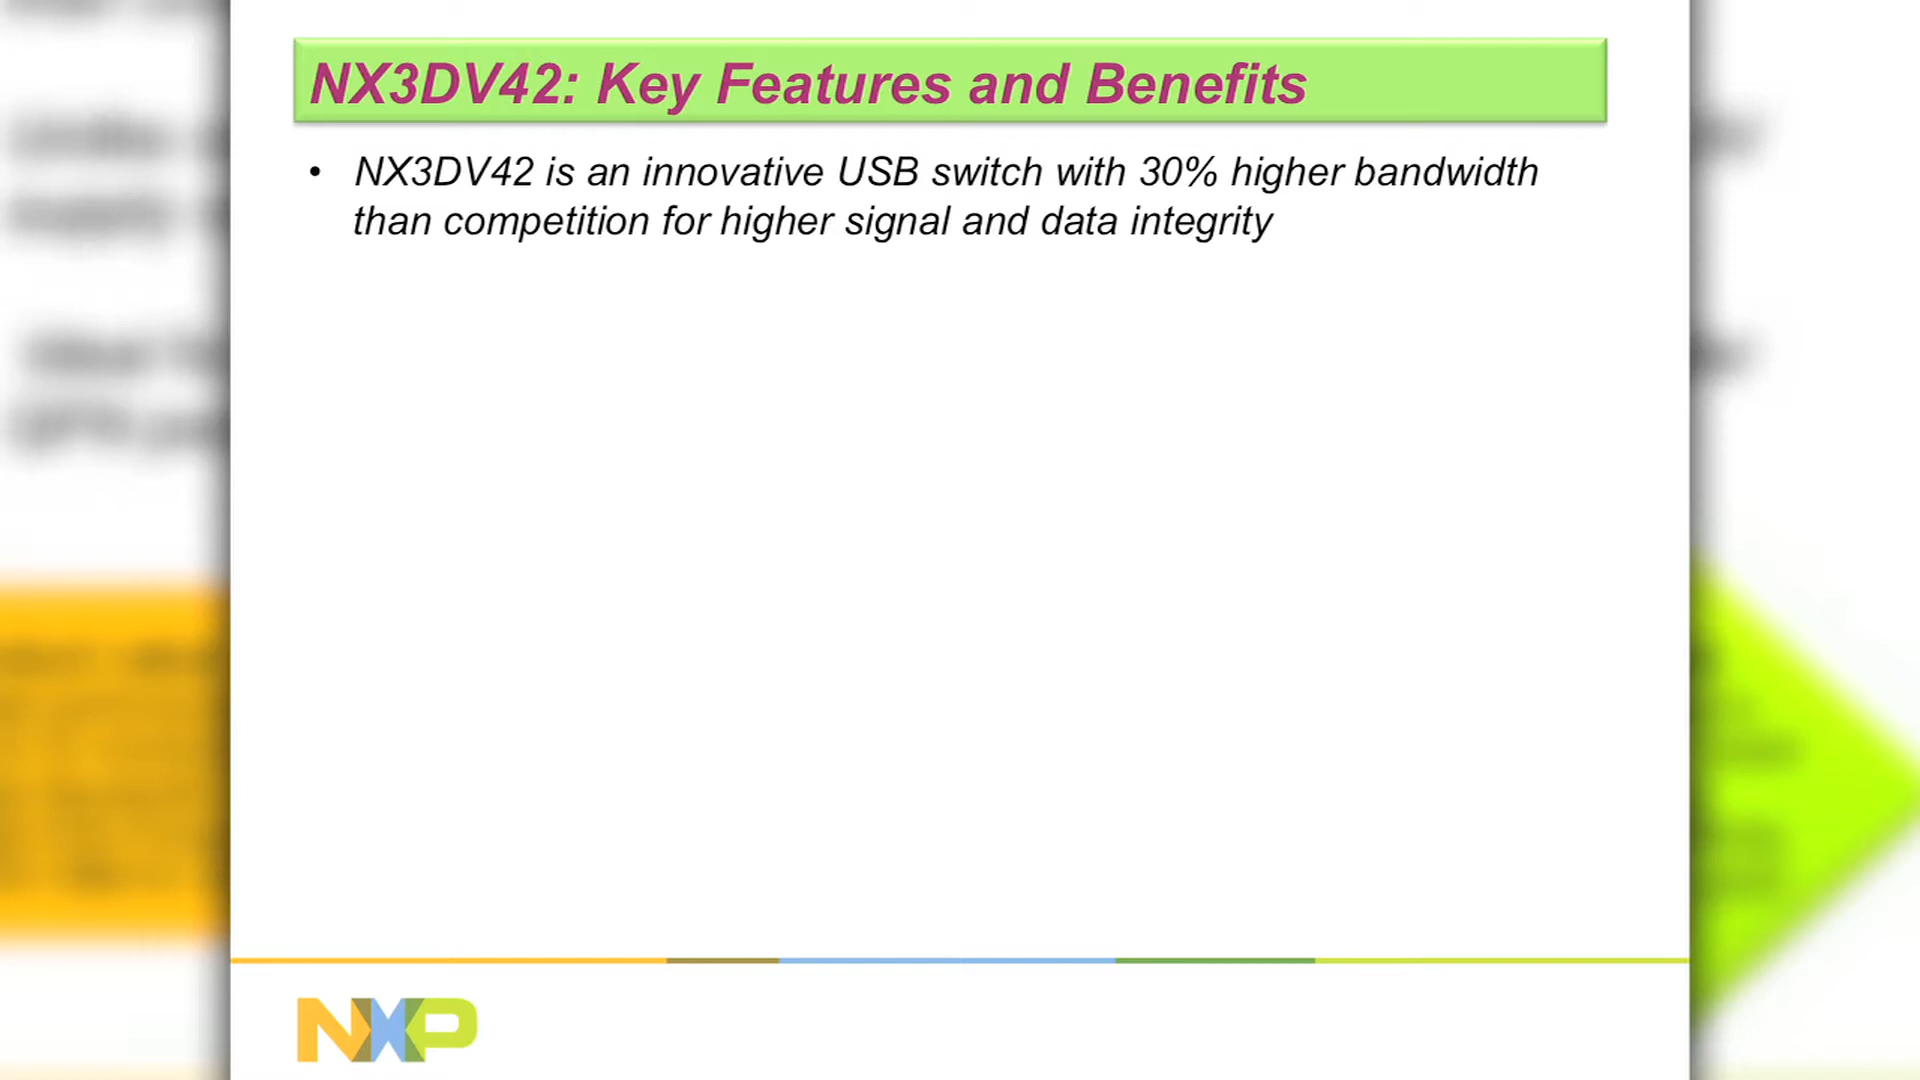 NX3DV42: Key Features and Benefits
• NX3DV42 is an innovative USB switch with 30% higher bandwidth
than competition for higher signal and data integrity
NXP